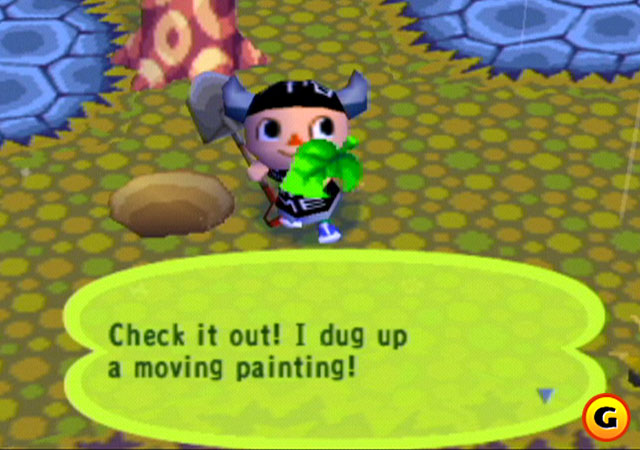 Check it out! I dug up
a moving painting!
G